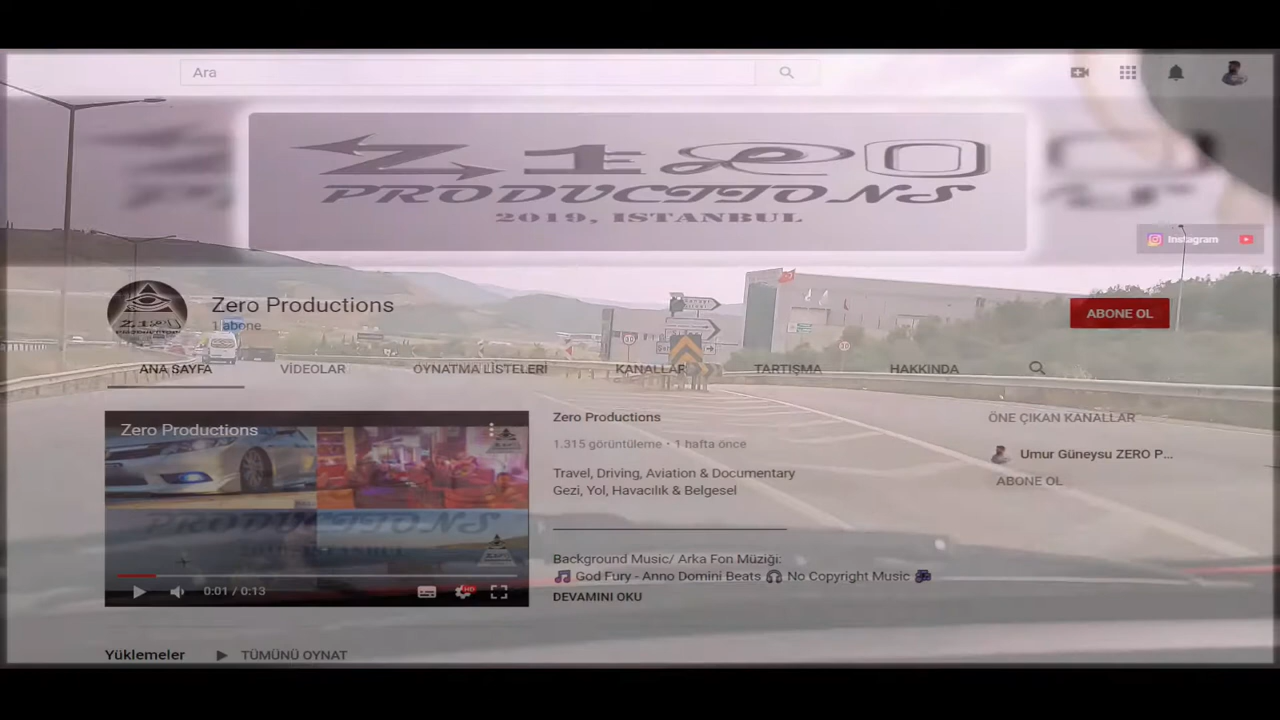 Ara
Z1R0
PRODUCTIONS
2019, ISTANBUL
Instagram
Zero Productions
1 abone
ABONE OL
ANA SAYFA VİDEOLAR OYNATMA LİSTELERİ KANALLAR TARTIŞMA HAKKINDA
Zero Productions
PRODUCTIONS
0:01 / 0:13
HD
Zero Productions
1.315 görüntüleme • 1 hafta önce
Travel, Driving, Aviation & Documentary
Gezi, Yol, Havacılık & Belgesel
Background Music/ Arka Fon Müziği:
God Fury - Anno Domini Beats No Copyright Music
DEVAMINI OKU
ÖNE ÇIKAN KANALLAR
Umur Güneysu ZERO P...
ABONE OL
Yüklemeler TÜMÜNÜ OYNAT